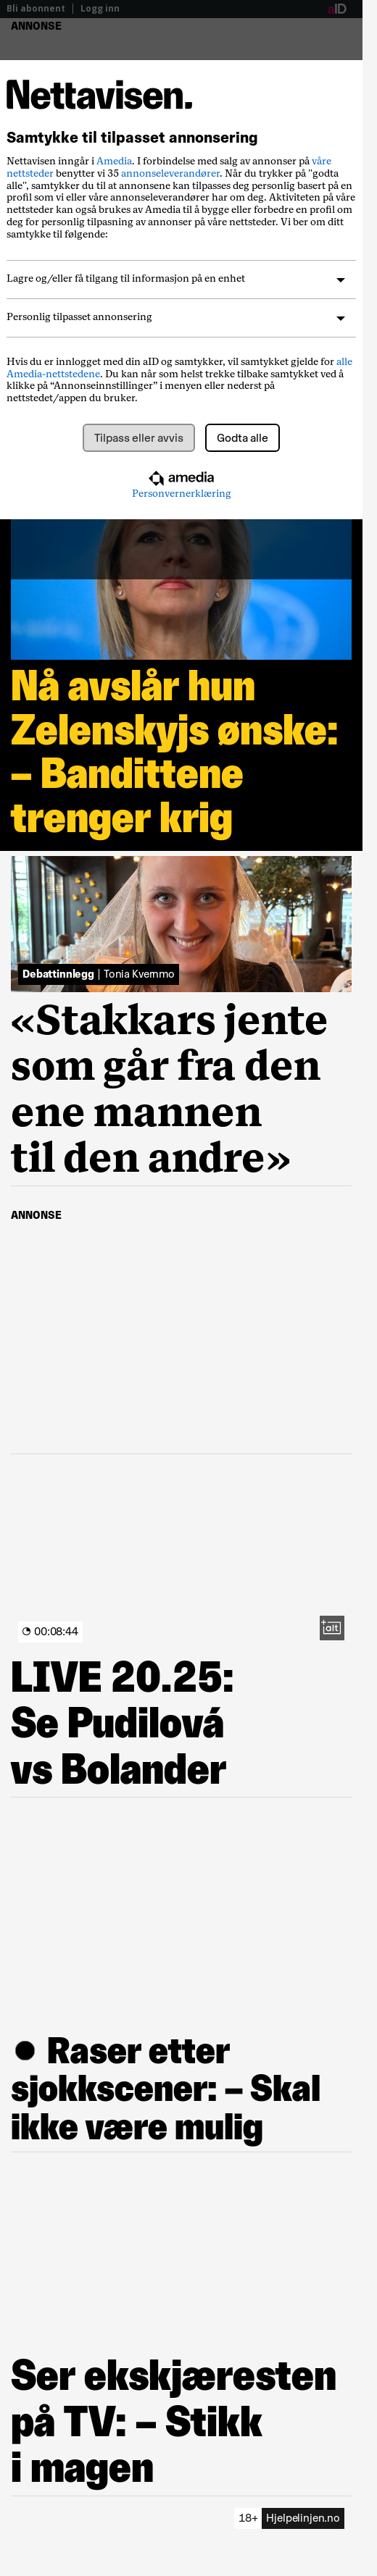 Bli abonnent | Logg inn
aID
ANNONSE
Nettavisen.
Samtykke til tilpasset annonsering
Nettavisen inngår i Amedia. I forbindelse med salg av annonser på våre
nettsteder benytter vi 35 annonseleverandører. Når du trykker på "godta
alle", samtykker du til at annonsene kan tilpasses deg personlig basert på en
profil som vi eller våre annonseleverandører har om deg. Aktiviteten på våre
nettsteder kan også brukes av Amedia til å bygge eller forbedre en profil om
deg for personlig tilpasning av annonser på våre nettsteder. Vi ber om ditt
samtykke til følgende:
Lagre og/eller få tilgang til informasjon på en enhet
Personlig tilpasset annonsering
Hvis du er innlogget med din aID og samtykker, vil samtykket gjelde for alle
Amedia-nettstedene. Du kan når som helst trekke tilbake samtykket ved å
klikke på “Annonseinnstillinger” i menyen eller nederst på
nettstedet/appen du bruker.
Tilpass eller avvis
Godta alle
amedia
Personvernerklæring
Nå avslår hun
Zelenskyjs ønske:
– Bandittene
trenger krig
Debattinnlegg | Tonia Kvernmo
«Stakkars jente
som går fra den
ene mannen
til den andre»
ANNONSE
00:08:44
+alt
LIVE 20.25:
Se Pudilová
vs Bolander
● Raser etter
sjokkscener: – Skal
ikke være mulig
Ser ekskjæresten
på TV: – Stikk
i magen
18+ Hjelpelinjen.no